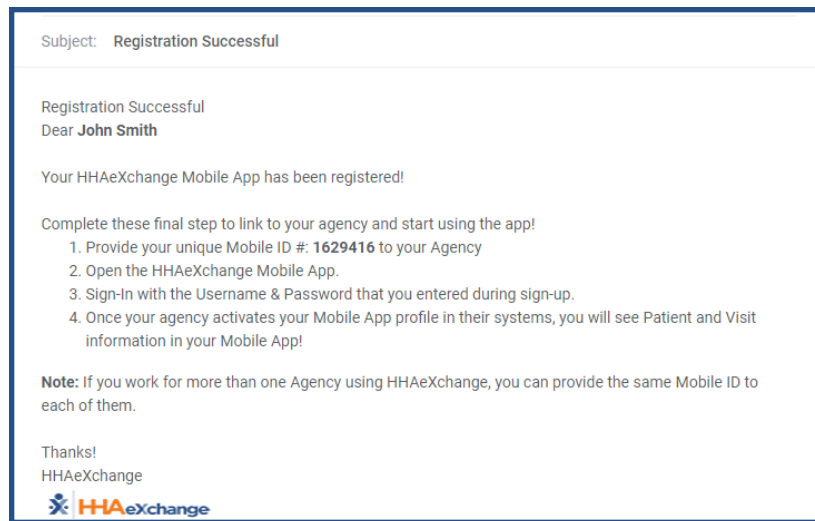 Subject: Registration Successful
Registration Successful
Dear John Smith
Your HHAeXchange Mobile App has been registered!
Complete these final step to link to your agency and start using the app!
1. Provide your unique Mobile ID #: 1629416 to your Agency
2. Open the HHAeXchange Mobile App.
3. Sign-In with the Username & Password that you entered during sign-up.
4. Once your agency activates your Mobile App profile in their systems, you will see Patient and Visit
information in your Mobile App!
Note: If you work for more than one Agency using HHAeXchange, you can provide the same Mobile ID to
each of them.
Thanks!
HHAeXchange
HHAeXchange